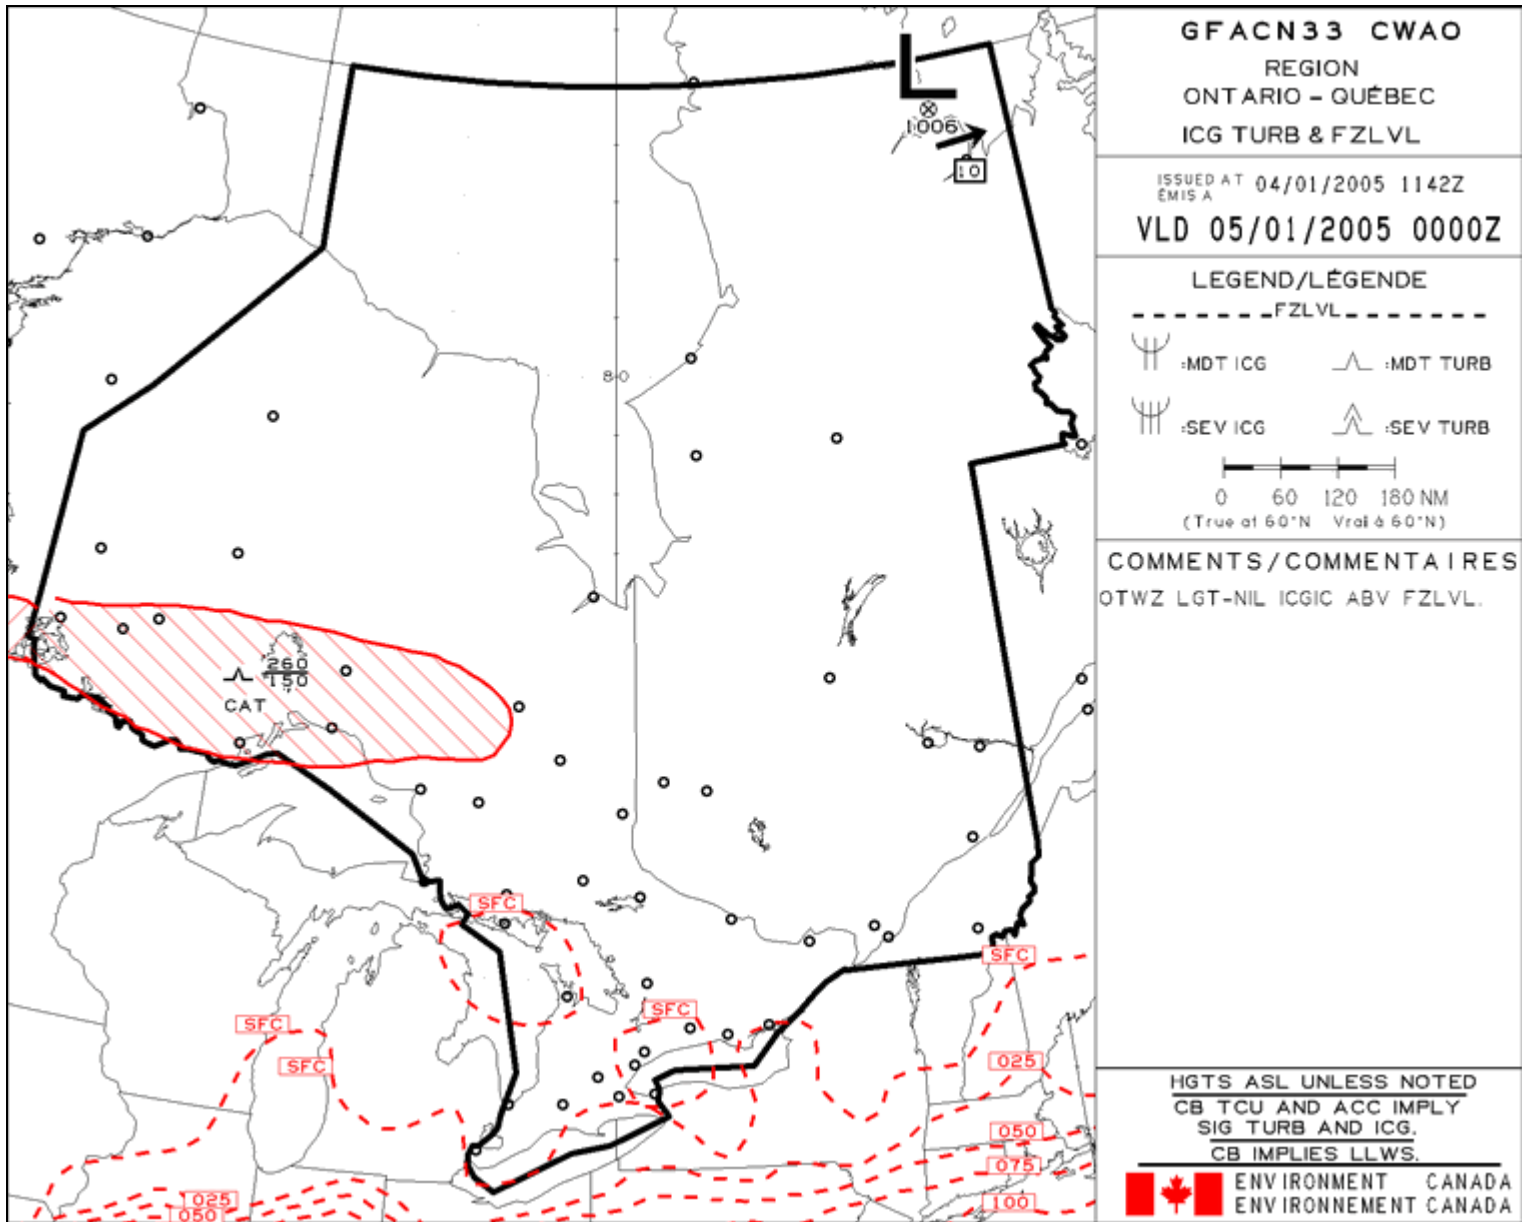 GFACN33 CWAO
REGION
ONTARIO - QUÉBEC
ICG TURB & FZLVL
ISSUED AT 04/01/2005 1142Z
ÉMIS A
VLD 05/01/2005 0000Z
LEGEND/LÉGENDE
FZLVL
:MDT ICG
:MDT TURB
:SEV ICG
:SEV TURB
0 60 120 180 NM
(True at 60°N Vrai à 60°N)
COMMENTS/COMMENTAIRES
OTWZ LGT-NIL ICGIC ABV FZLVL.
HGTS ASL UNLESS NOTED
CB TCU AND ACC IMPLY
SIG TURB AND ICG.
CB IMPLIES LLWS.
ENVIRONMENT CANADA
ENVIRONNEMENT CANADA
L
1006
10
80
260
150
CAT
SFC
SFC
SFC
SFC
SFC
025
050
075
100
025
050